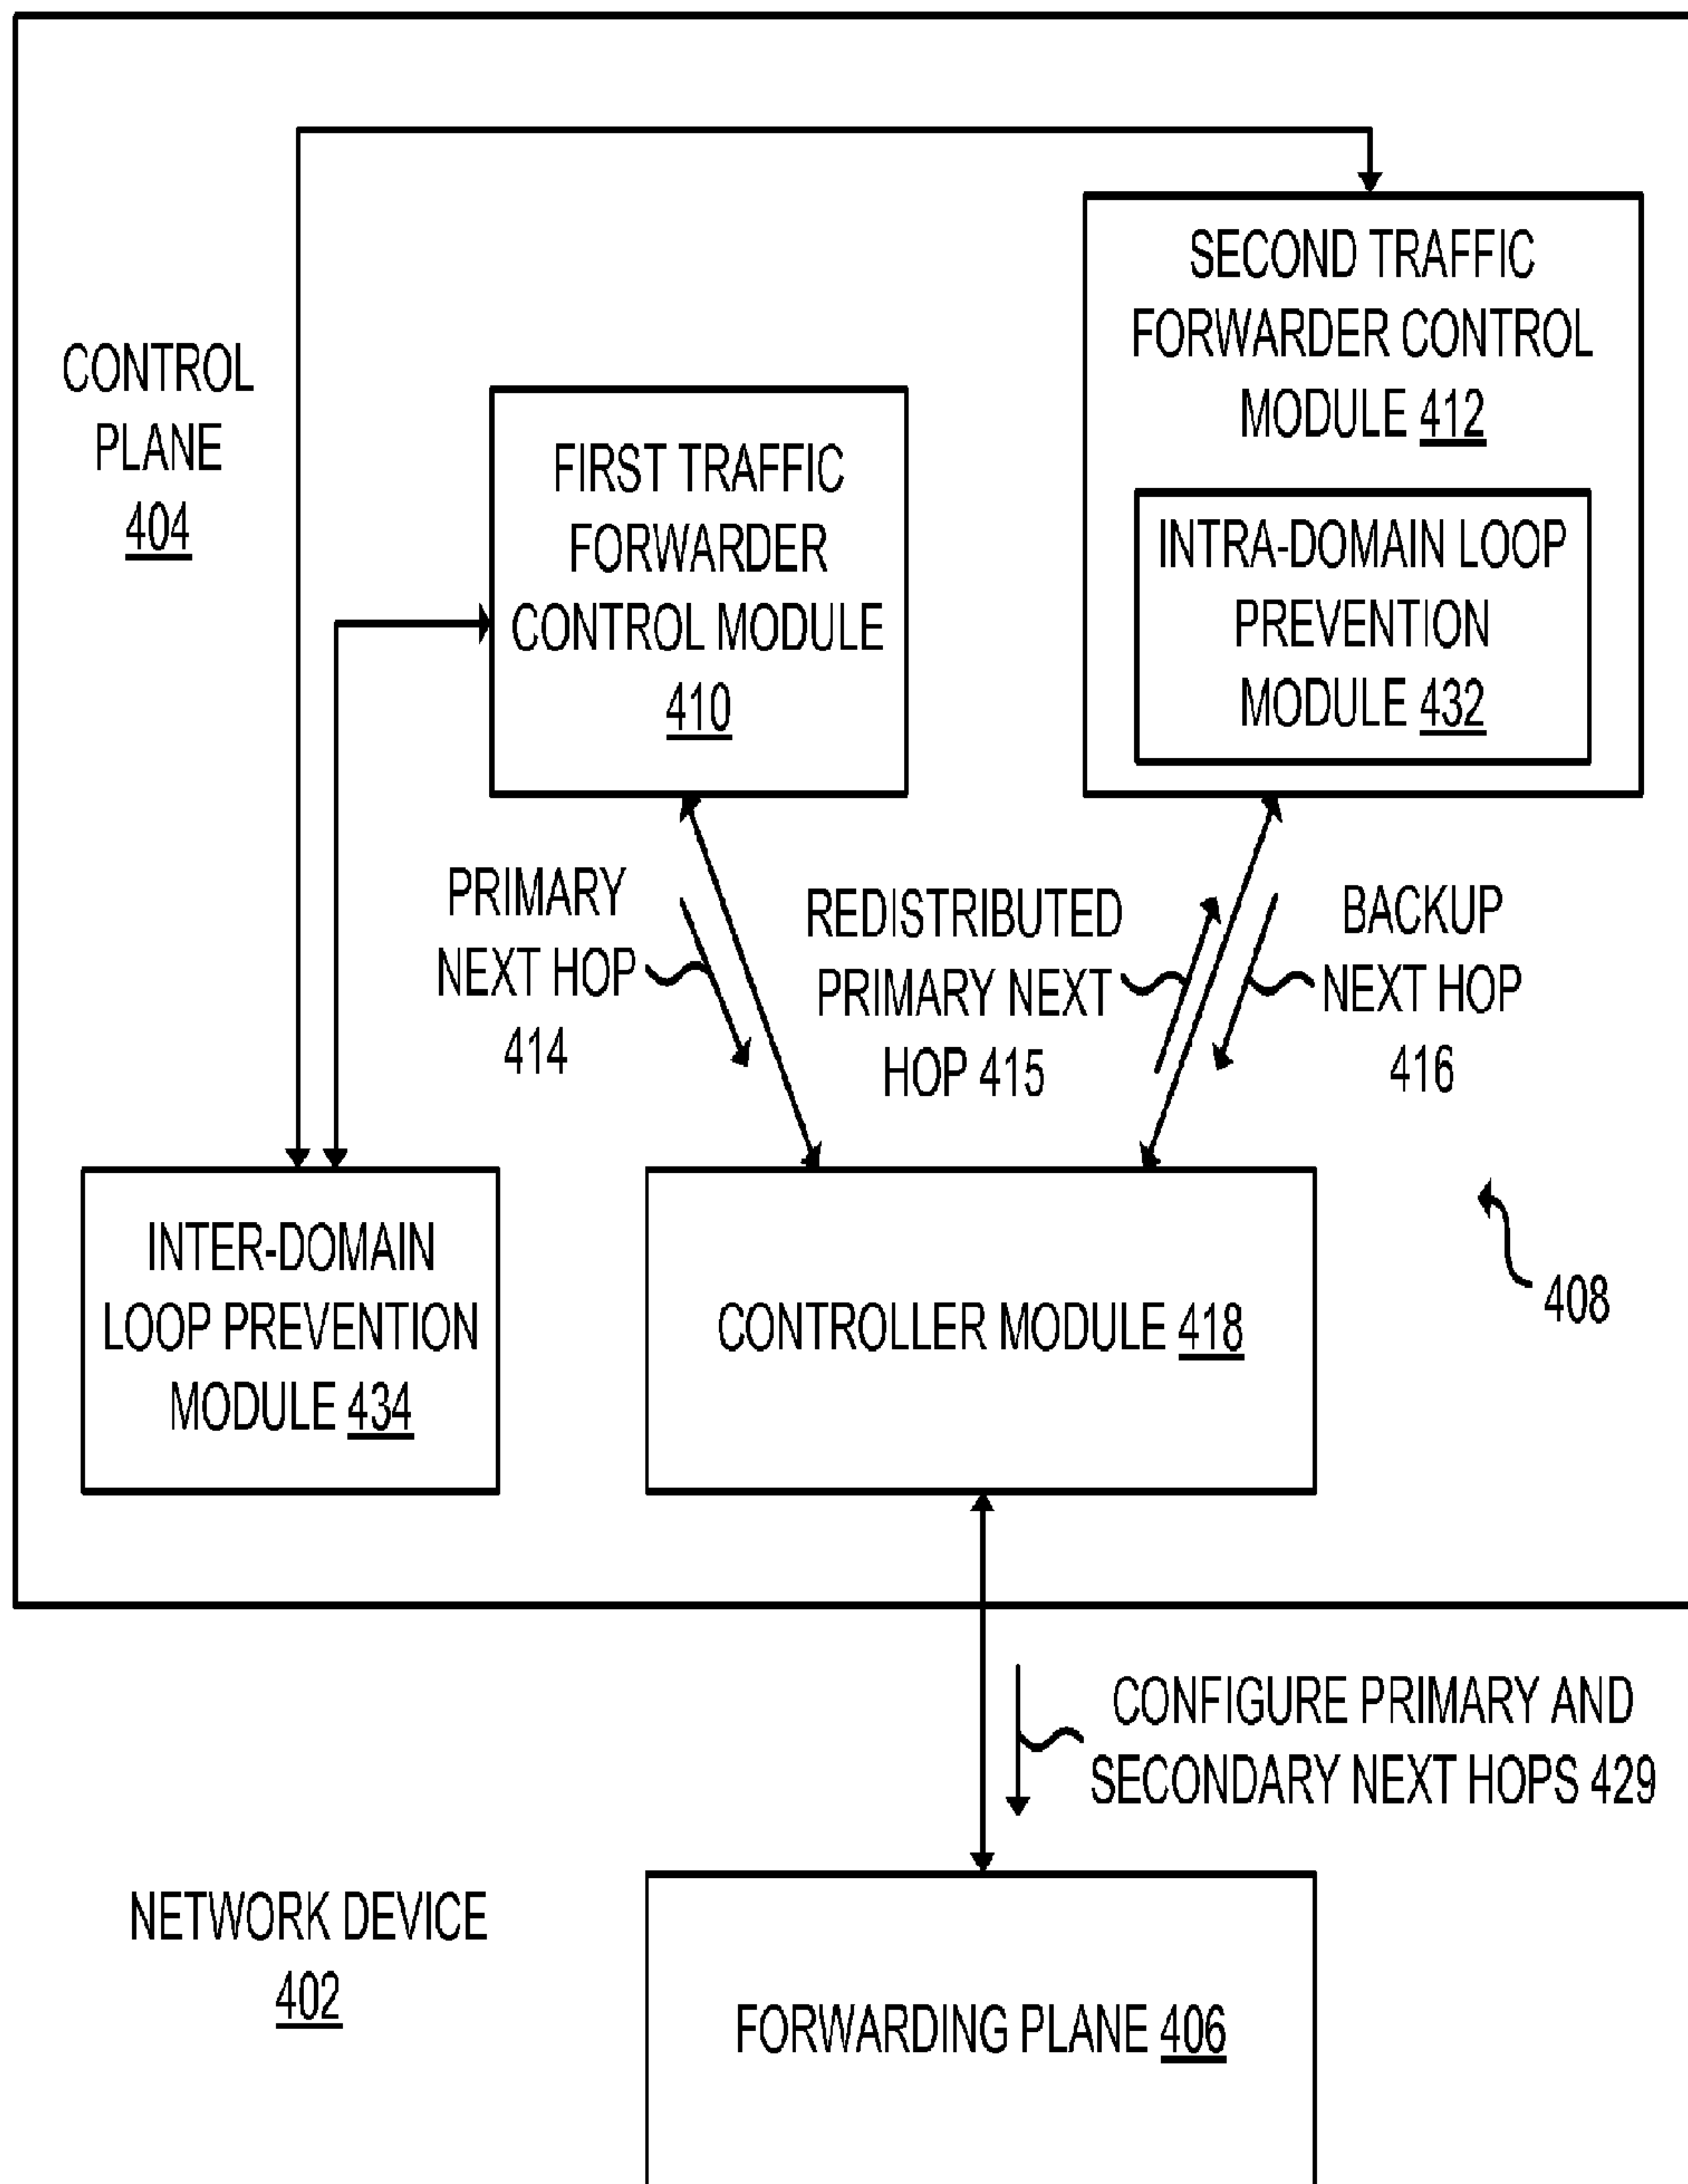 CONTROL
PLANE
404
FIRST TRAFFIC
FORWARDER
CONTROL MODULE
410
SECOND TRAFFIC
FORWARDER CONTROL
MODULE 412
INTRA-DOMAIN LOOP
PREVENTION
MODULE 432
PRIMARY
NEXT HOP
414
REDISTRIBUTED
PRIMARY NEXT
HOP 415
BACKUP
NEXT HOP
416
INTER-DOMAIN
LOOP PREVENTION
MODULE 434
CONTROLLER MODULE 418
408
CONFIGURE PRIMARY AND
SECONDARY NEXT HOPS 429
NETWORK DEVICE
402
FORWARDING PLANE 406